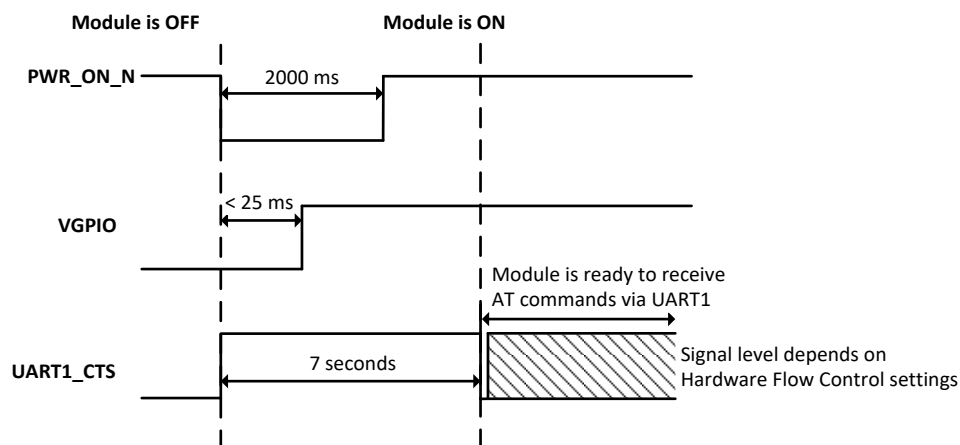 Module is OFF
Module is ON
PWR_ON_N
2000 ms
< 25 ms
VGPIO
Module is ready to receive
AT commands via UART1
UART1_CTS
7 seconds
Signal level depends on
Hardware Flow Control settings